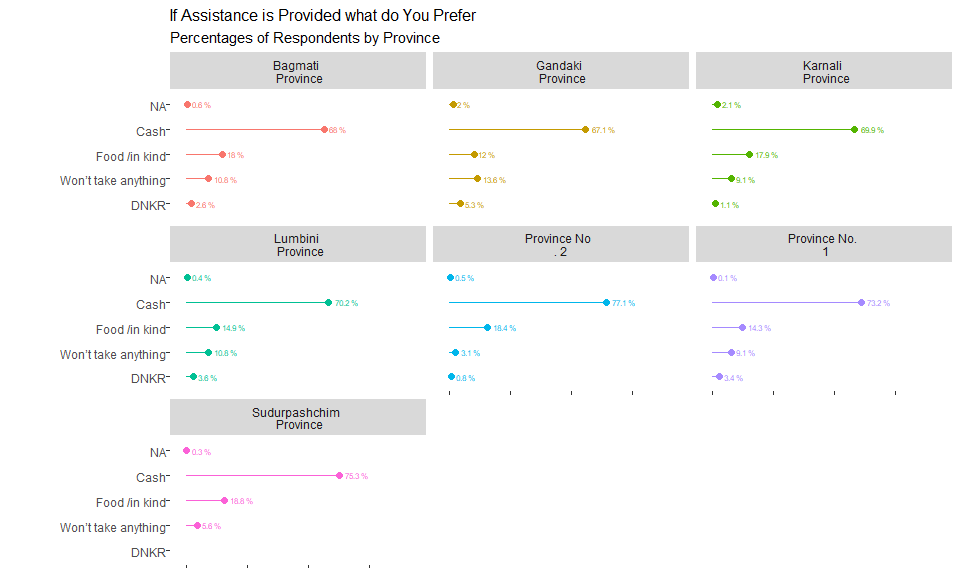 If Assistance is Provided what do You Prefer
Percentages of Respondents by Province
Bagmati
Province
Gandaki
Province
Karnali
Province
NA
0.6 %
2 %
2.1 %
Cash
68 %
67.1 %
69.9 %
Food /in kind
18 %
12 %
17.9 %
Won't take anything
10.8 %
13.6 %
9.1 %
DNKR
2.6 %
5.3 %
1.1 %
Lumbini
Province
Province No
. 2
Province No.
1
NA
0.4 %
0.5 %
0.1 %
Cash
70.2 %
77.1 %
73.2 %
Food /in kind
14.9 %
18.4 %
14.3 %
Won't take anything
10.8 %
3.1 %
9.1 %
DNKR
3.6 %
0.8 %
3.4 %
Sudurpashchim
Province
NA
0.3 %
Cash
75.3 %
Food /in kind
18.8 %
Won't take anything
5.6 %
DNKR